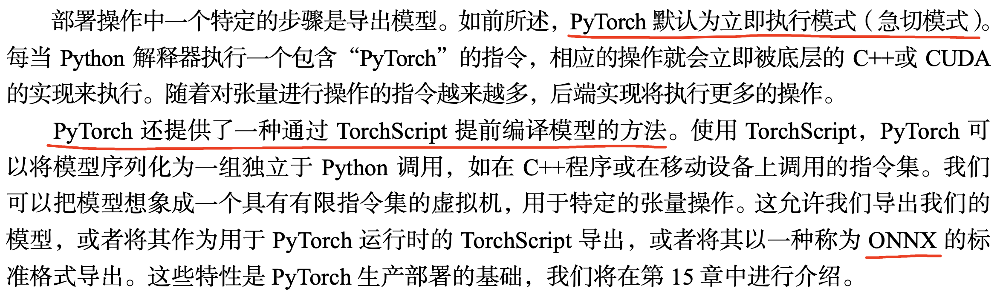 部署操作中一个特定的步骤是导出模型。如前所述，PyTorch 默认为立即执行模式（急切模式）。
每当 Python 解释器执行一个包含“PyTorch”的指令，相应的操作就会立即被底层的 C++或 CUDA
的实现来执行。随着对张量进行操作的指令越来越多，后端实现将执行更多的操作。
PyTorch 还提供了一种通过 TorchScript 提前编译模型的方法。使用 TorchScript，PyTorch 可
以将模型序列化为一组独立于 Python 调用，如在 C++程序或在移动设备上调用的指令集。我们
可以把模型想象成一个具有有限指令集的虚拟机，用于特定的张量操作。这允许我们导出我们的
模型，或者将其作为用于 PyTorch 运行时的 TorchScript 导出，或者将其以一种称为 ONNX 的标
准格式导出。这些特性是 PyTorch 生产部署的基础，我们将在第 15 章中进行介绍。